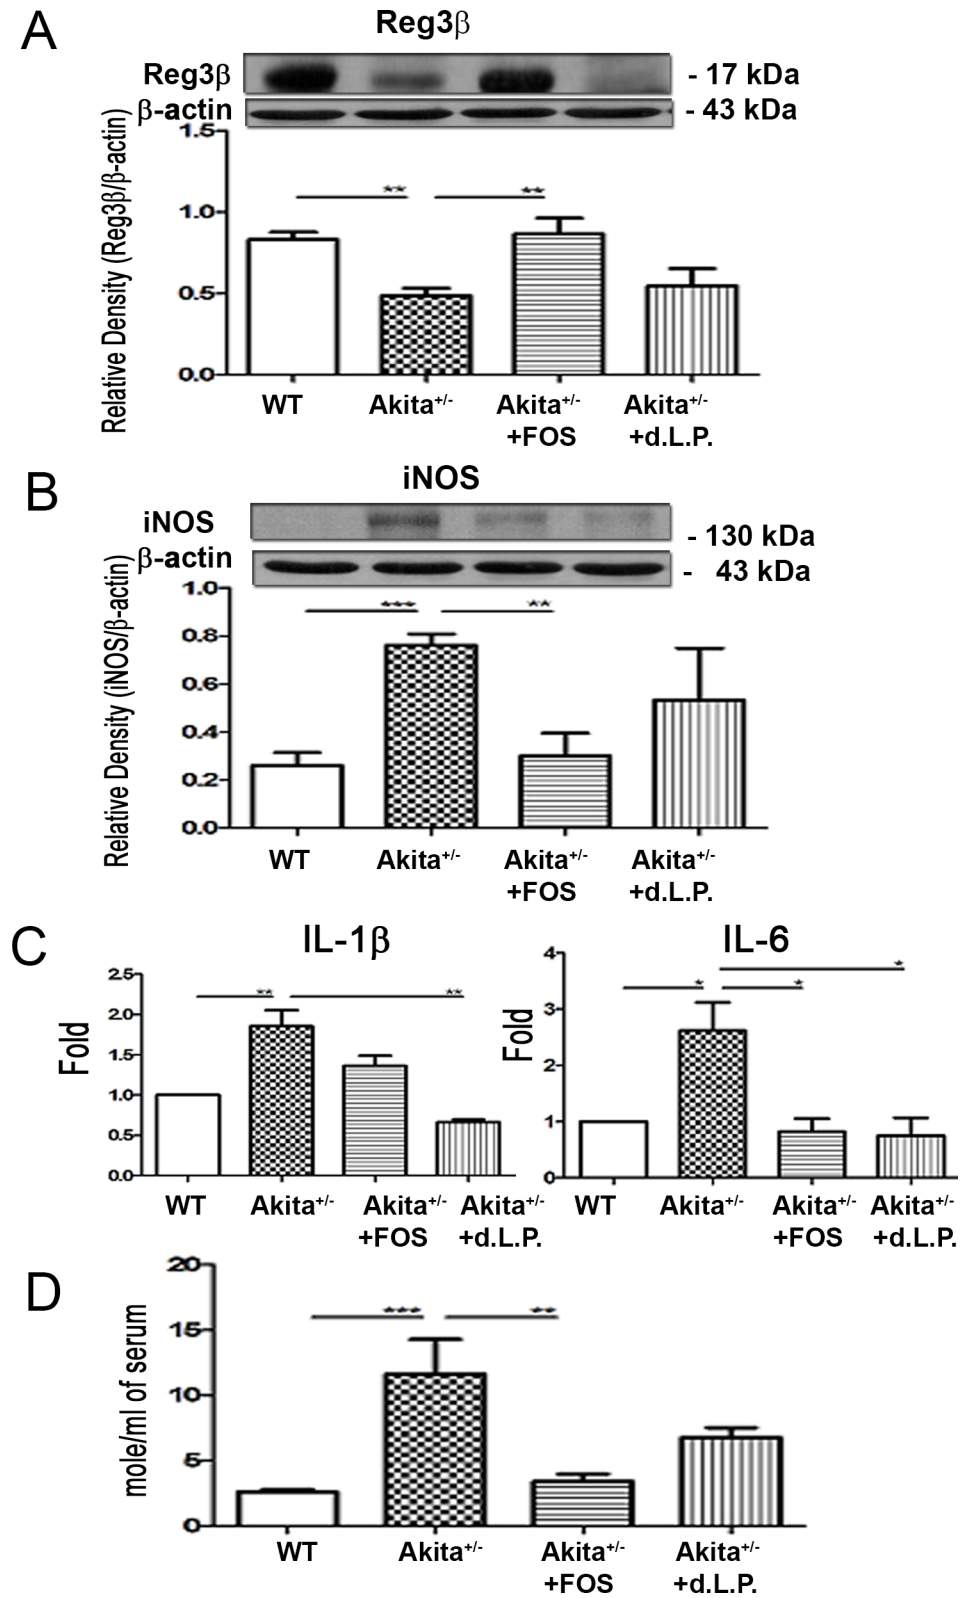 A
Reg3β
Reg3β
- 17 kDa
β-actin
- 43 kDa
Relative Density (Reg3β/β-actin)
1.5
1.0
0.5
0.0
** **
WT Akita+/- Akita+/- Akita+/-
+FOS +d.L.P.
B
iNOS
iNOS
- 130 kDa
β-actin
- 43 kDa
Relative Density (iNOS/β-actin)
1.0
0.8
0.6
0.4
0.2
0.0
*** **
WT Akita+/- Akita+/- Akita+/-
+FOS +d.L.P.
C
IL-1β
Fold
2.5
2.0
1.5
1.0
0.5
0.0
** **
WT Akita+/- Akita+/- Akita+/-
+FOS +d.L.P.
IL-6
Fold
4
3
2
1
0
* * *
WT Akita+/- Akita+/- Akita+/-
+FOS +d.L.P.
D
mole/ml of serum
20
15
10
5
0
*** **
WT Akita+/- Akita+/- Akita+/-
+FOS +d.L.P.